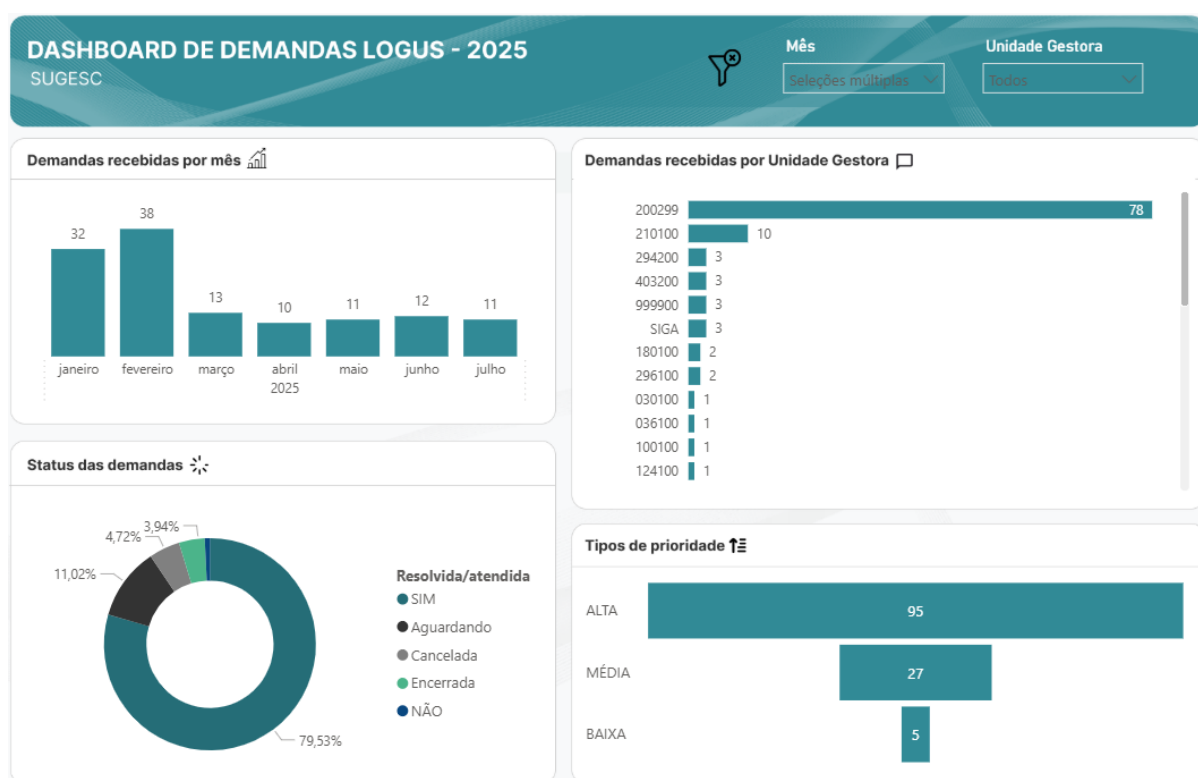 DASHBOARD DE DEMANDAS LOGUS - 2025
SUGESC
Mês
Seleções múltiplas
Unidade Gestora
Todos
Demandas recebidas por mês
32
38
13
10
11
12
11
janeiro
fevereiro
março
abril
maio
junho
julho
2025
Demandas recebidas por Unidade Gestora
200299 78
210100 10
294200 3
403200 3
999900 3
SIGA 3
180100 2
296100 2
030100 1
036100 1
100100 1
124100 1
Status das demandas
3,94%
4,72%
11,02%
79,53%
Resolvida/atendida
SIM
Aguardando
Cancelada
Encerrada
NÃO
Tipos de prioridade
ALTA 95
MÉDIA 27
BAIXA 5